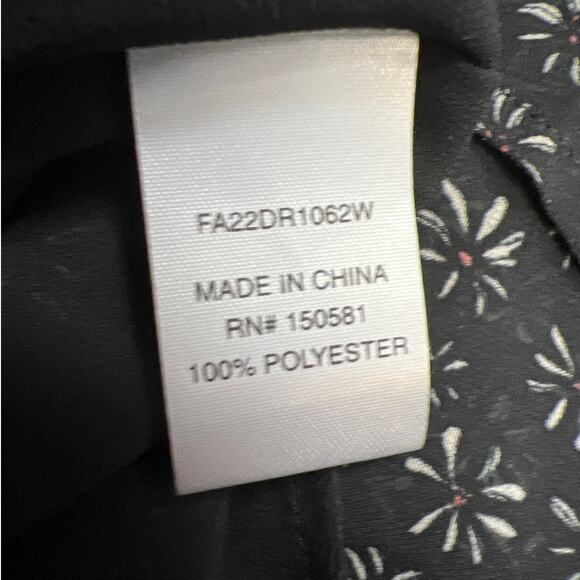 FA22DR1062W
MADE IN CHINA
RN# 150581
100% POLYESTER